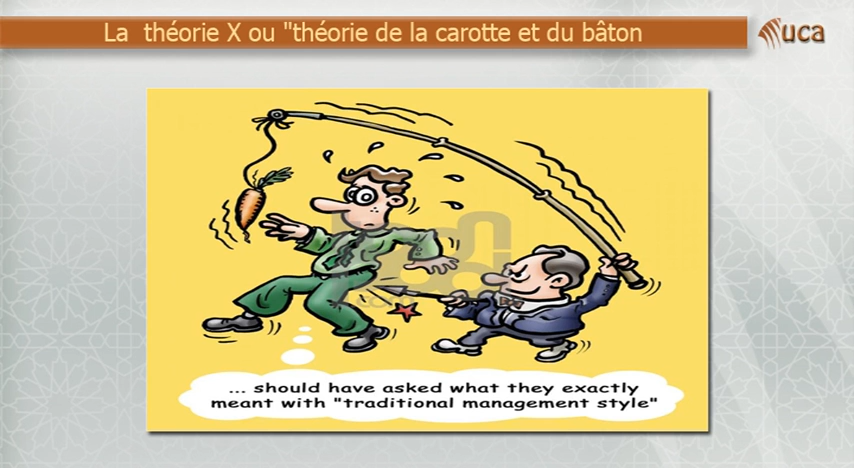 La  théorie X ou "théorie de la carotte et du bâton
uca
... should have asked what they exactly
meant with "traditional management style"